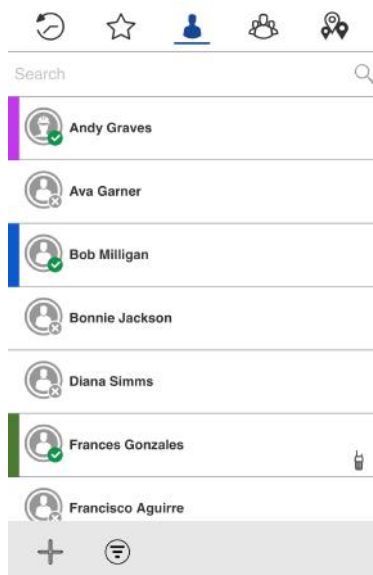 Search
Andy Graves
Ava Garner
Bob Milligan
Bonnie Jackson
Diana Simms
Frances Gonzales
Francisco Aguirre